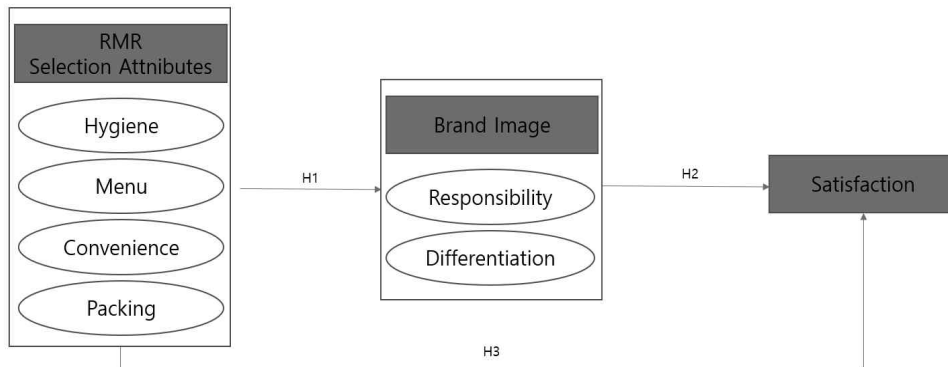 RMR
Selection Attnibutes
Hygiene
Menu
Convenience
Packing
H1
Brand Image
Responsibility
Differentiation
H2
Satisfaction
H3